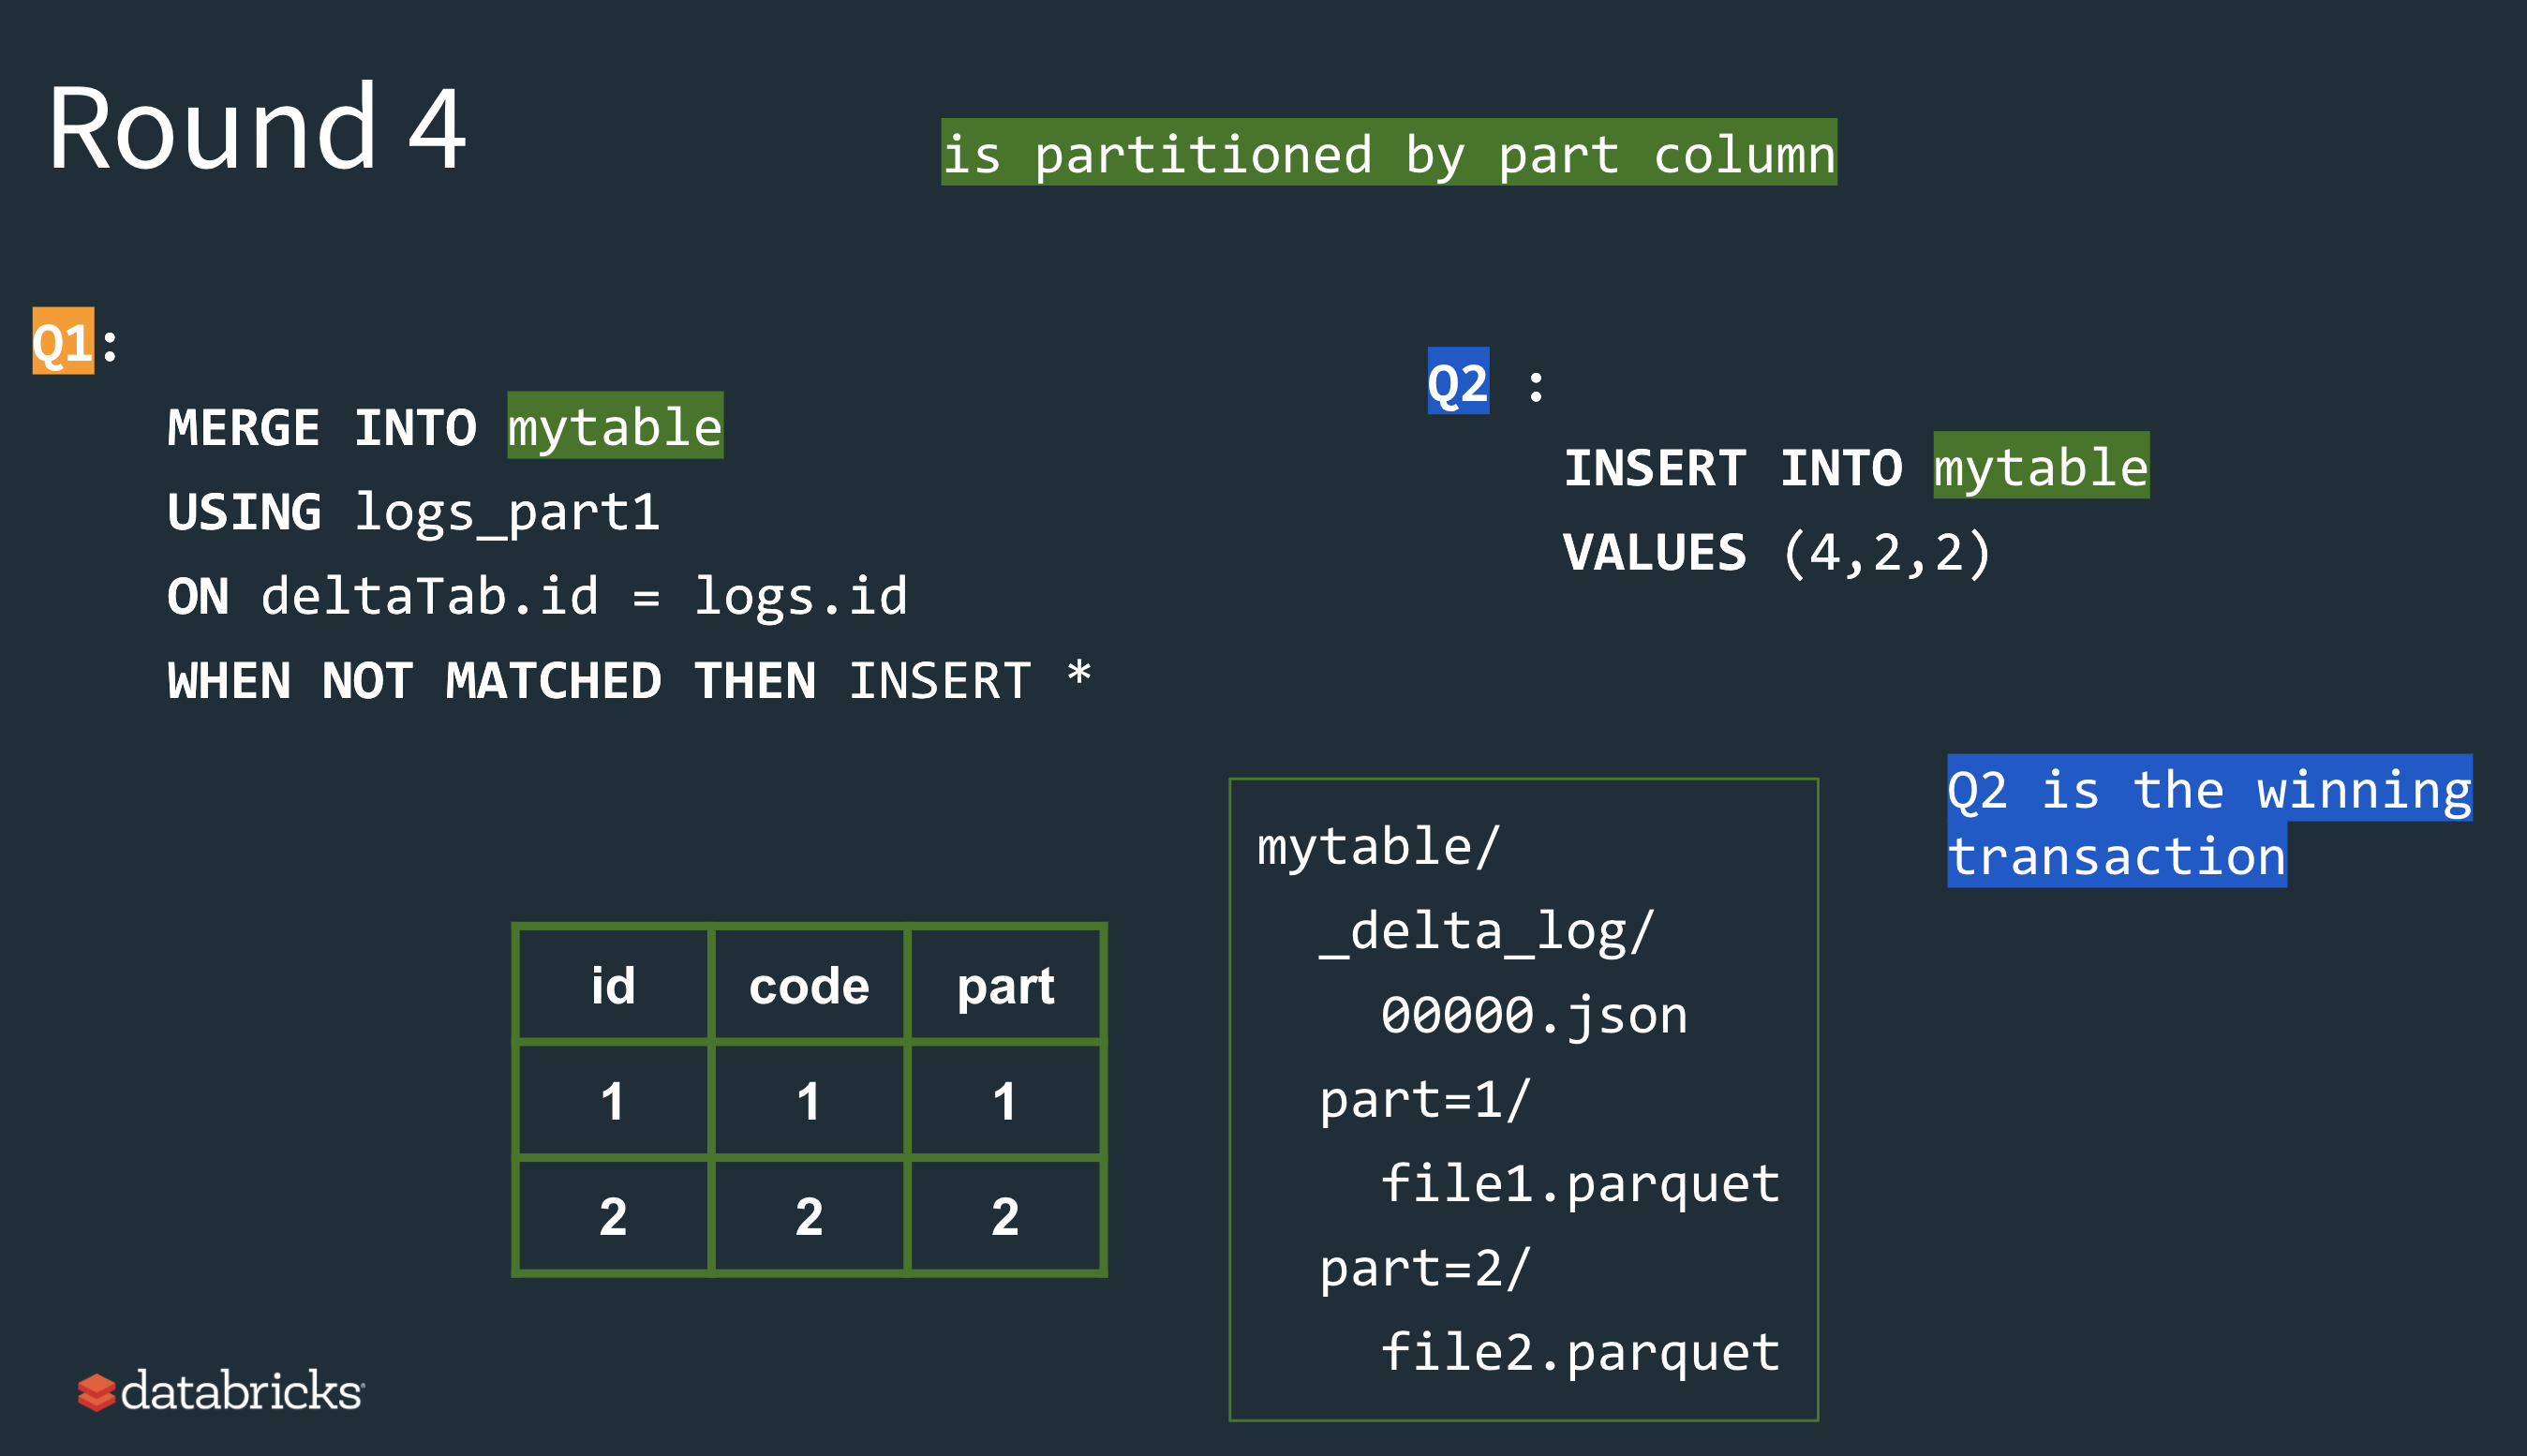 Round 4
is partitioned by part column
Q1:
MERGE INTO mytable
USING logs_part1
ON deltaTab.id = logs.id
WHEN NOT MATCHED THEN INSERT *
Q2 :
INSERT INTO mytable
VALUES (4,2,2)
Q2 is the winning
transaction
id code part
1 1 1
2 2 2
mytable/
_delta_log/
00000.json
part=1/
file1.parquet
part=2/
file2.parquet
databricks